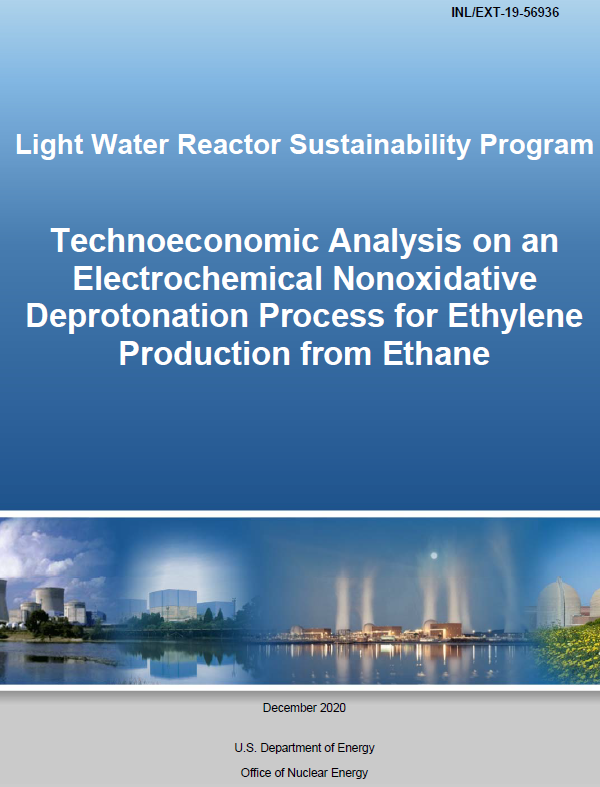 INL/EXT-19-56936
Light Water Reactor Sustainability Program
Technoeconomic Analysis on an
Electrochemical Nonoxidative
Deprotonation Process for Ethylene
Production from Ethane
December 2020
U.S. Department of Energy
Office of Nuclear Energy